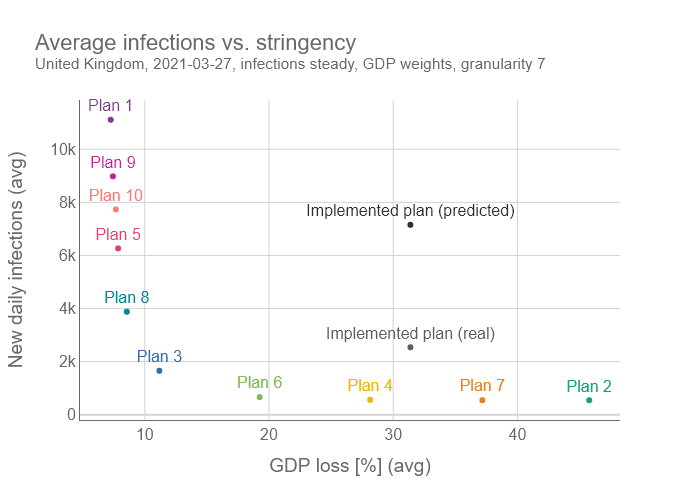 Average infections vs. stringency
United Kingdom, 2021-03-27, infections steady, GDP weights, granularity 7
New daily infections (avg)
10k
8k
6k
4k
2k
0
Plan 1
Plan 9
Plan 10
Plan 5
Implemented plan (predicted)
Plan 8
Implemented plan (real)
Plan 3
Plan 6
Plan 4
Plan 7
Plan 2
10
20
30
40
GDP loss [%] (avg)